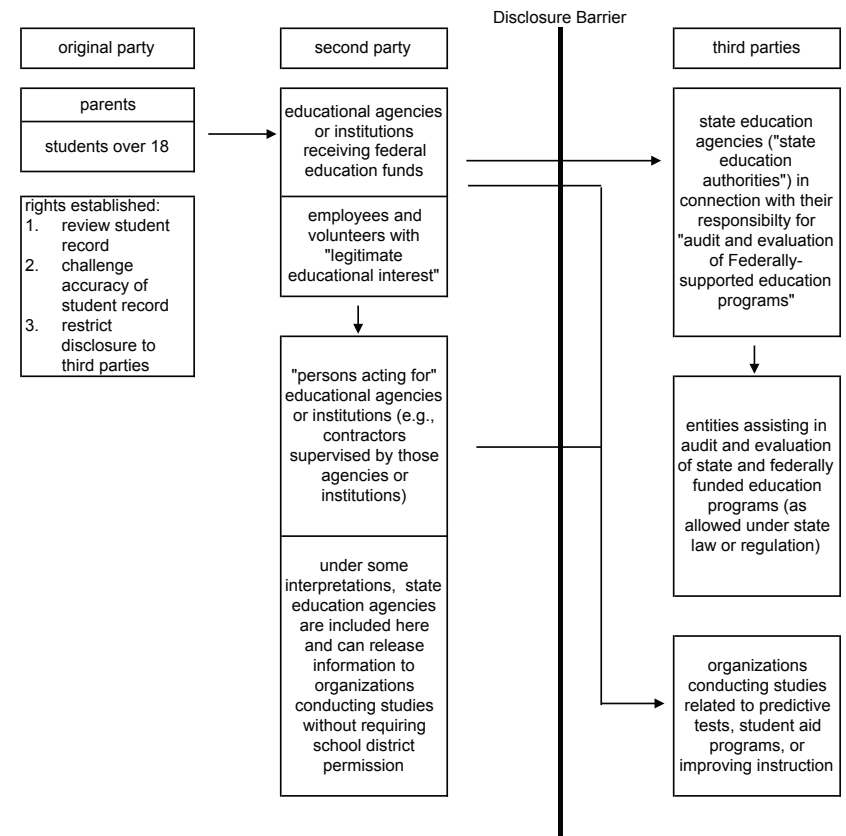 Disclosure Barrier
original party
second party
third parties
parents
students over 18
rights established:
1. review student
record
2. challenge
accuracy of
student record
3. restrict
disclosure to
third parties
educational agencies
or institutions
receiving federal
education funds
employees and
volunteers with
"legitimate
educational interest"
"persons acting for"
educational agencies
or institutions (e.g.,
contractors
supervised by those
agencies or
institutions)
under some
interpretations, state
education agencies
are included here
and can release
information to
organizations
conducting studies
without requiring
school district
permission
state education
agencies ("state
education
authorities") in
connection with their
responsibilty for
"audit and evaluation
of Federally-
supported education
programs"
entities assisting in
audit and evaluation
of state and federally
funded education
programs (as
allowed under state
law or regulation)
organizations
conducting studies
related to predictive
tests, student aid
programs, or
improving instruction